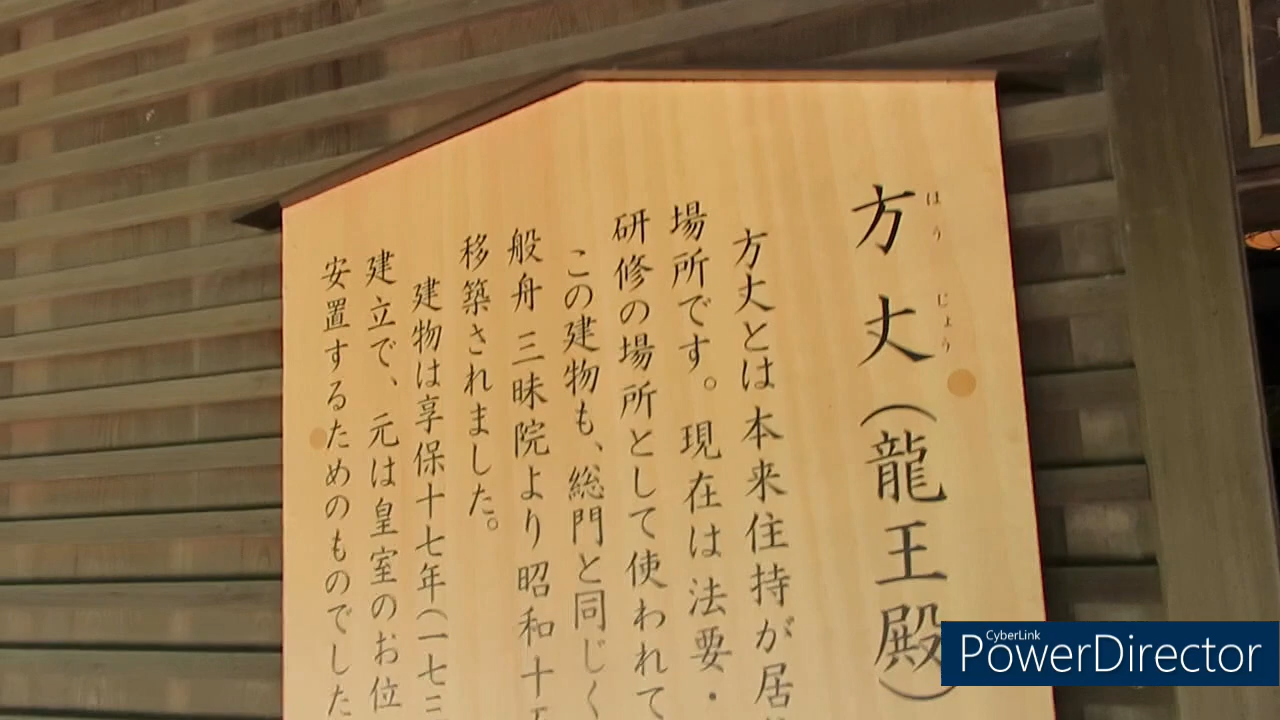 方丈(龍王殿)
ほうじょう
方丈とは本来住持が居
場所です。現在は法要・
研修の場所として使われて
この建物も、総門と同じく
般舟三昧院より昭和十
移築されました。
建物は享保十七年(一七三
建立で、元は皇室のお位
安置するためのものでした
CyberLink
PowerDirector